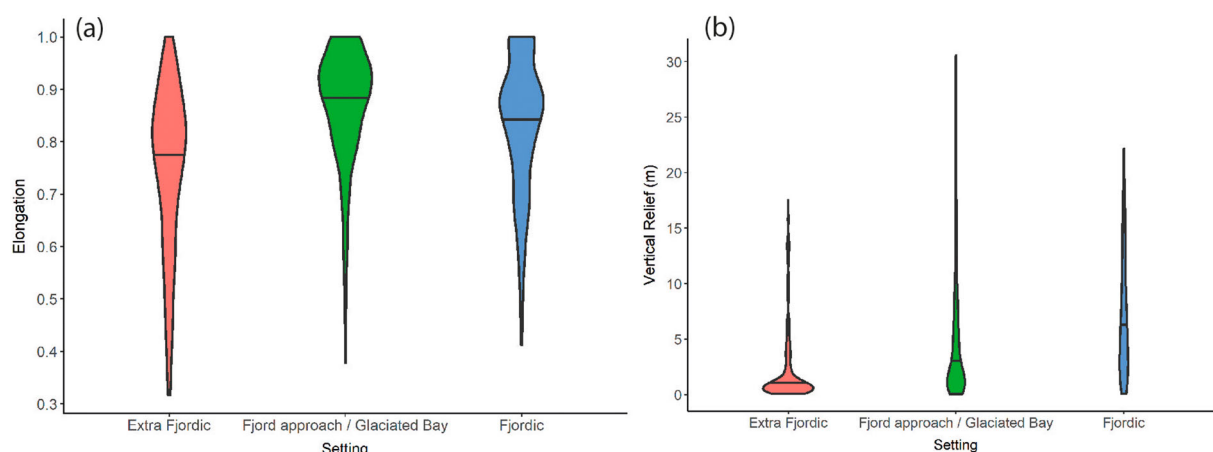 (a)
1.0
0.9
0.8
0.7
0.6
0.5
0.4
0.3
Elongation
Extra Fjordic Fjord approach / Glaciated Bay Fjordic
Setting
(b)
30
25
20
15
10
5
0
Vertical Relief (m)
Extra Fjordic Fjord approach / Glaciated Bay Fjordic
Setting